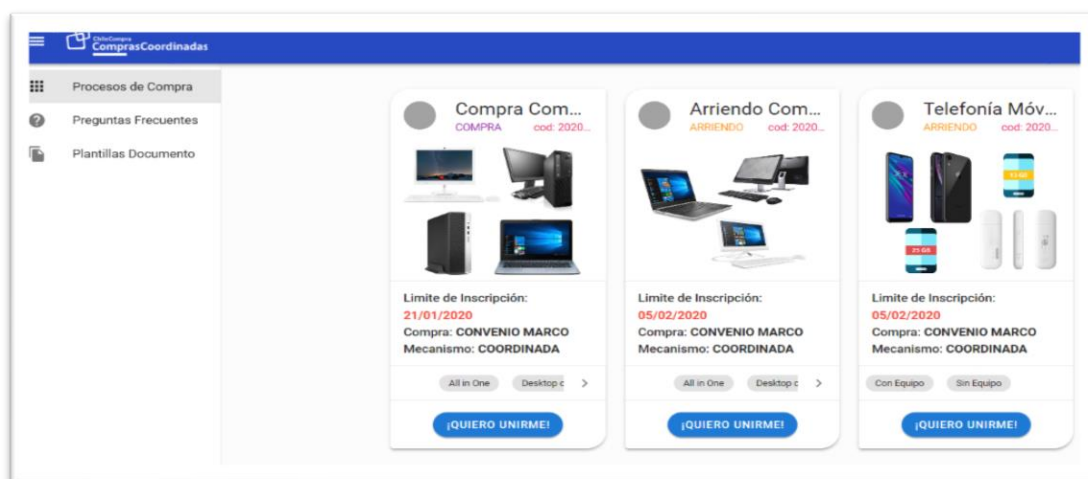 ChileCompra
ComprasCoordinadas
Procesos de Compra
Preguntas Frecuentes
Plantillas Documento
Compra Com...
COMPRA cod: 2020...
Limite de Inscripción:
21/01/2020
Compra: CONVENIO MARCO
Mecanismo: COORDINADA
All in One Desktop c >
¡QUIERO UNIRME!
Arriendo Com...
ARRIENDO cod: 2020...
Limite de Inscripción:
05/02/2020
Compra: CONVENIO MARCO
Mecanismo: COORDINADA
All in One Desktop c >
¡QUIERO UNIRME!
Telefonía Móv...
ARRIENDO cod: 2020...
25 GB
Limite de Inscripción:
05/02/2020
Compra: CONVENIO MARCO
Mecanismo: COORDINADA
Con Equipo Sin Equipo
¡QUIERO UNIRME!